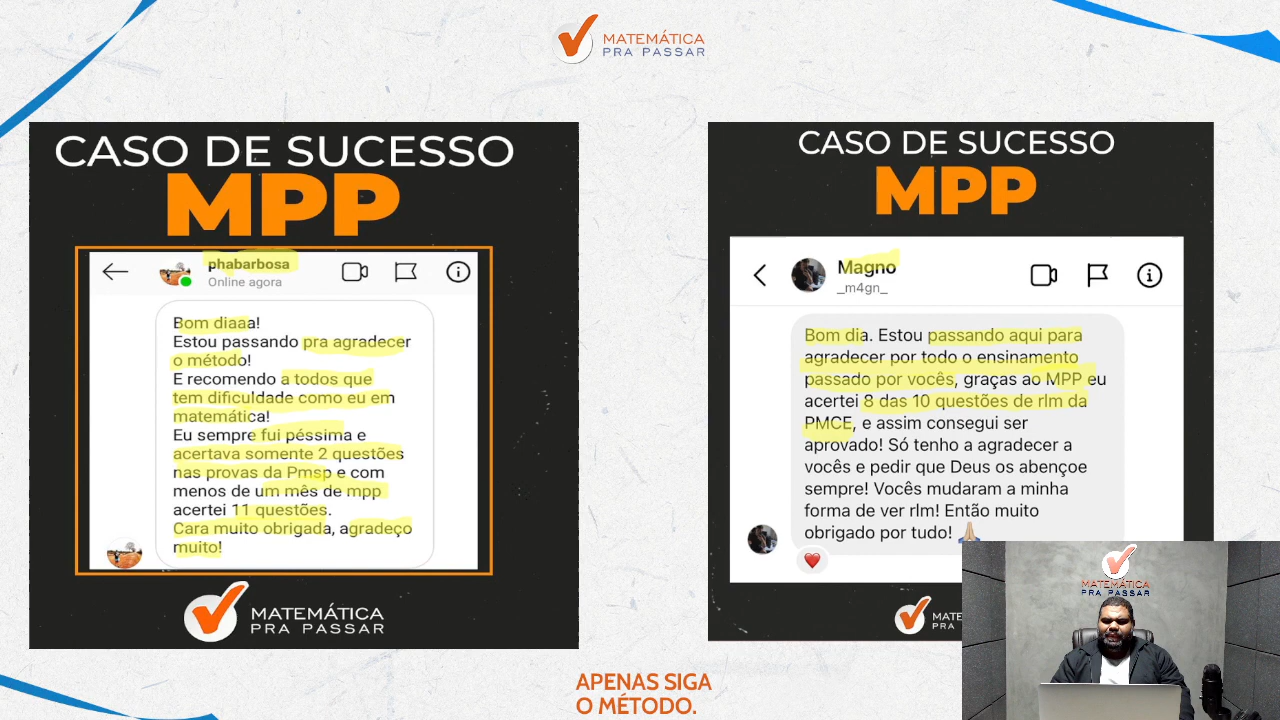 MATEMÁTICA
PRA PASSAR
CASO DE SUCESSO
MPP
phabarbosa
Online agora
Bom diaaa!
Estou passando pra agradecer
o método!
E recomendo a todos que
tem dificuldade como eu em
matemática!
Eu sempre fui péssima e
acertava somente 2 questões
nas provas da Pmsp e com
menos de um mês de mpp
acertei 11 questões.
Cara muito obrigada, agradeço
muito!
MATEMÁTICA
PRA PASSAR
CASO DE SUCESSO
MPP
Magno
_m4gn_
Bom dia. Estou passando aqui para
agradecer por todo o ensinamento
passado por vocês, graças ao MPP eu
acertei 8 das 10 questões de rlm da
PMCE, e assim consegui ser
aprovado! Só tenho a agradecer a
vocês e pedir que Deus os abençoe
sempre! Vocês mudaram a minha
forma de ver rlm! Então muito
obrigado por tudo! 🙏🏼
MATEMÁTICA
PRA PASSAR
APENAS SIGA
O MÉTODO.